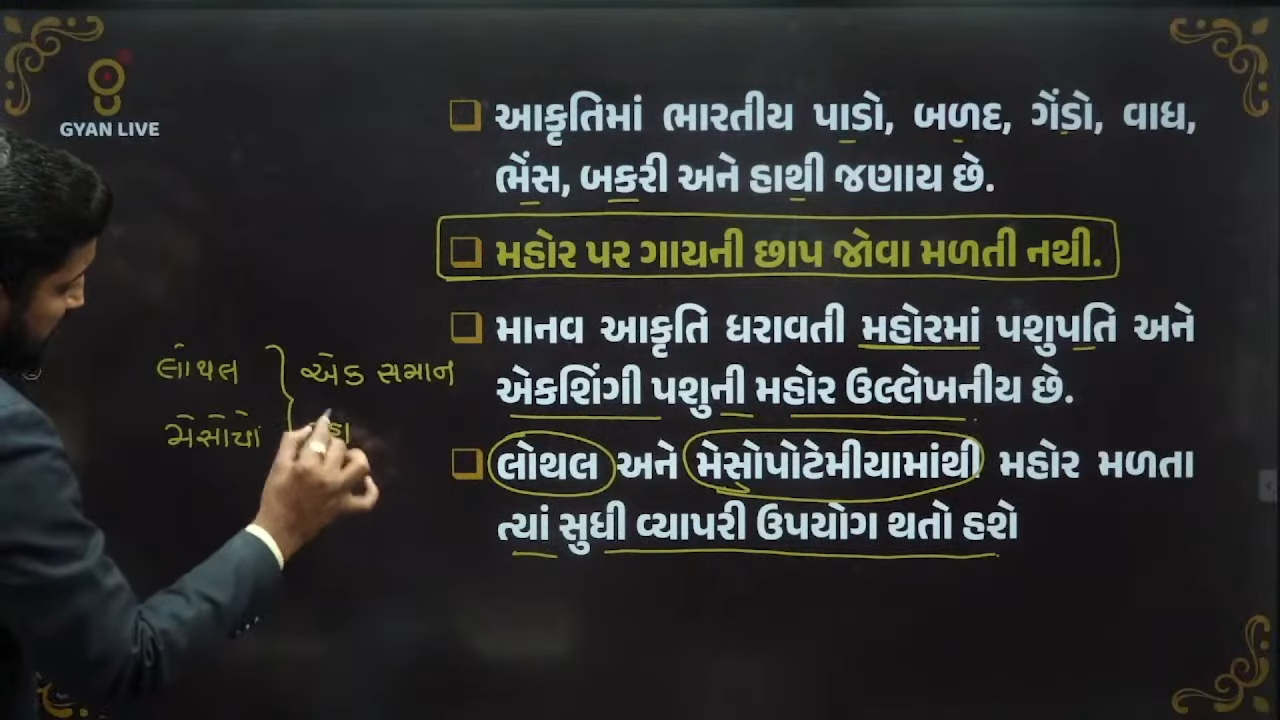 GYAN LIVE
❑ આકૃતિમાં ભારતીય પાડો, બળદ, ગેંડો, વાધ,
ભેંસ, બકરી અને હાથી જણાય છે.
❑ મહોર પર ગાયની છાપ જોવા મળતી નથી.
❑ માનવ આકૃતિ ધરાવતી મહોરમાં પશુપતિ અને
એકશિંગી પશુની મહોર ઉલ્લેખનીય છે.
❑ લોથલ અને મેસોપોટેમીયામાંથી મહોર મળતા
ત્યાં સુધી વ્યાપરી ઉપયોગ થતો હશે
લોથલ } એક સમાન
મેસોપો